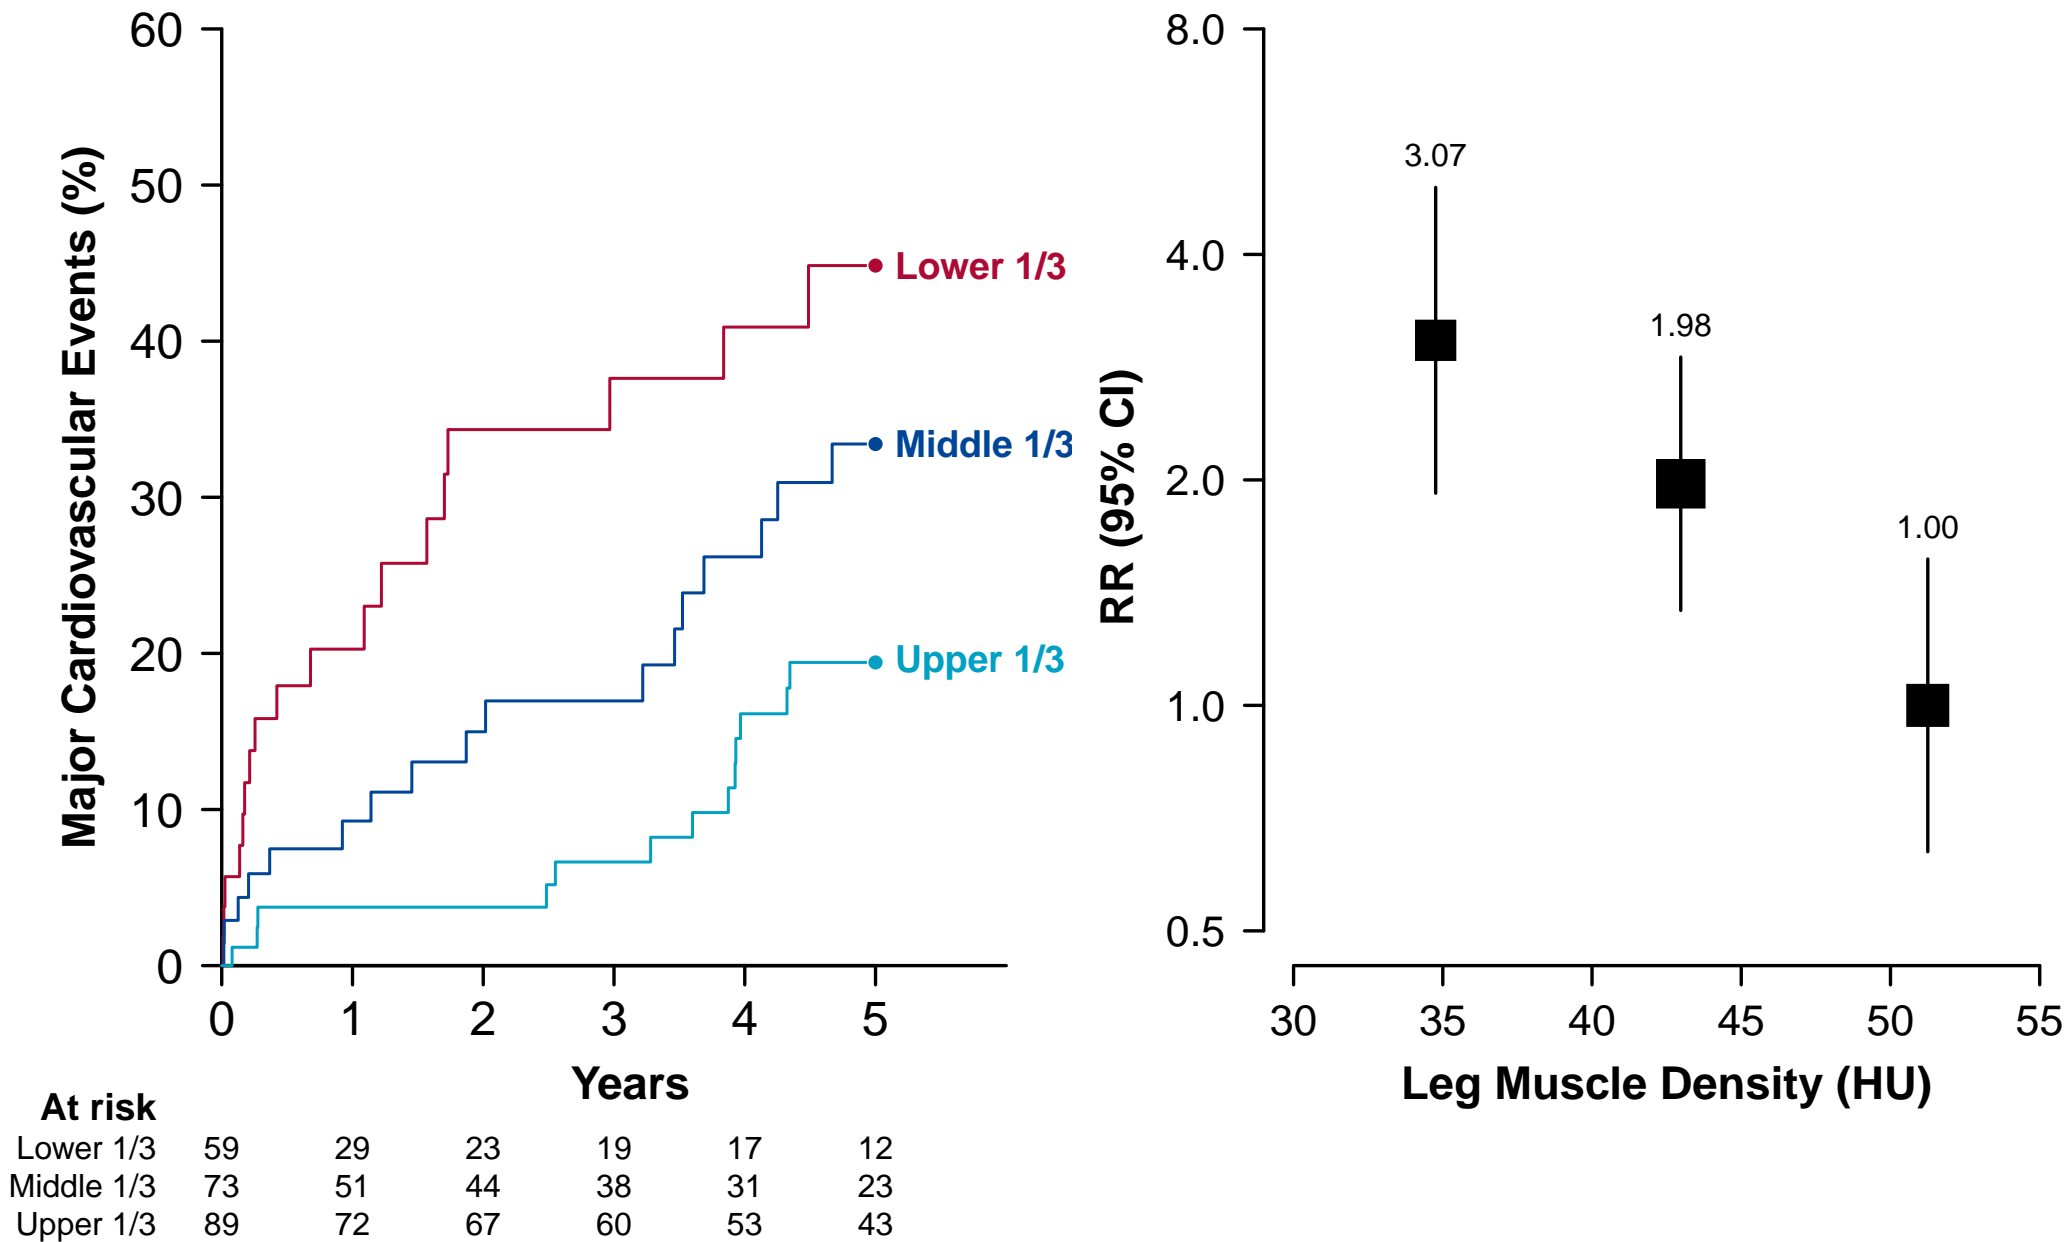 Major Cardiovascular Events (%)
60
50
40
30
20
10
0
Lower 1/3
Middle 1/3
Upper 1/3
0 1 2 3 4 5
Years
At risk
Lower 1/3 59 29 23 19 17 12
Middle 1/3 73 51 44 38 31 23
Upper 1/3 89 72 67 60 53 43
RR (95% CI)
8.0
4.0
2.0
1.0
0.5
3.07
1.98
1.00
30 35 40 45 50 55
Leg Muscle Density (HU)